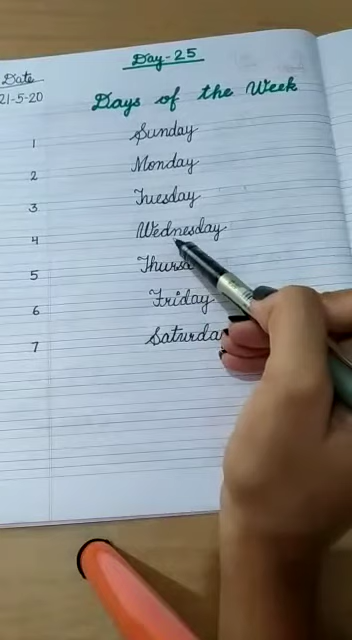 Day-25
Date
21-5-20
Days of the Week
1 Sunday
2 Monday
3 Tuesday
4 Wednesday
5
6 Friday
7